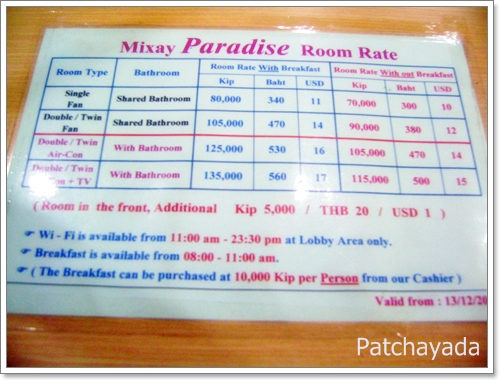 Mixay Paradise Room Rate
Room Type Bathroom Room Rate With Breakfast Room Rate With out Breakfast
Kip Baht USD Kip Baht USD
Single Fan Shared Bathroom 80,000 340 11 70,000 300 10
Double / Twin Fan Shared Bathroom 105,000 470 14 90,000 380 12
Double / Twin Air-Con With Bathroom 125,000 530 16 105,000 470 14
Double / Twin on + TV With Bathroom 135,000 560 17 115,000 500 15
( Room in the front, Additional Kip 5,000 / THB 20 / USD 1 )
☞ Wi - Fi is available from 11:00 am - 23:30 pm at Lobby Area only.
☞ Breakfast is available from 08:00 - 11:00 am.
☞ ( The Breakfast can be purchased at 10,000 Kip per Person from our Cashier )
Valid from : 13/12/20
Patchayada